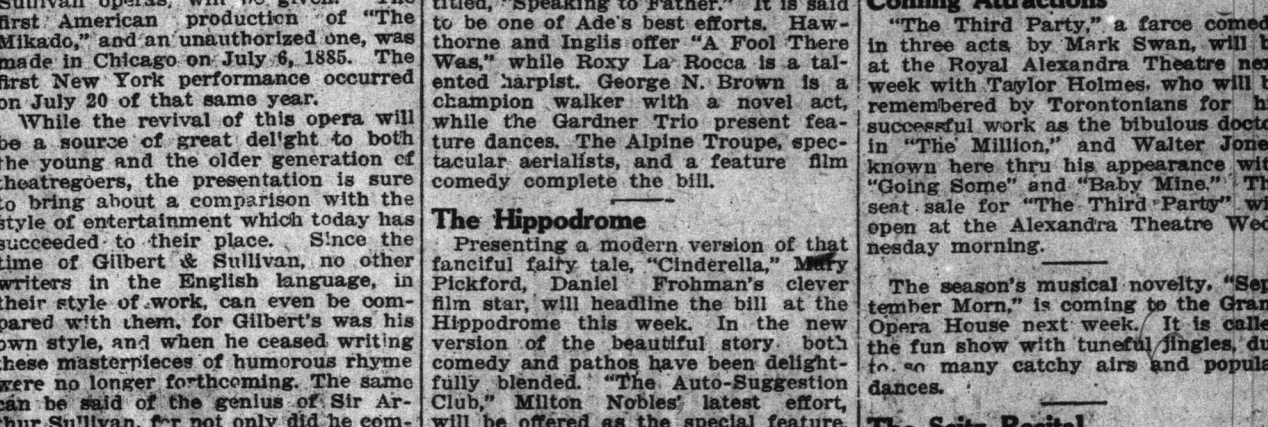 Sullivan operas, will be given. The
first American production of "The
Mikado," and an unauthorized one, was
made in Chicago on July 6, 1885. The
first New York performance occurred
on July 20 of that same year.
While the revival of this opera will
be a source of great delight to both
the young and the older generation of
theatregoers, the presentation is sure
to bring about a comparison with the
style of entertainment which today has
succeeded to their place. Since the
time of Gilbert & Sullivan, no other
writers in the English language, in
their style of work, can even be com-
pared with them, for Gilbert's was his
own style, and when he ceased writing
these masterpieces of humorous rhyme
were no longer forthcoming. The same
can be said of the genius of Sir Ar-
thur Sullivan, for not only did he com-
titled, "Speaking to Father." It is said
to be one of Ade's best efforts. Haw-
thorne and Inglis offer "A Fool There
Was," while Roxy La Rocca is a tal-
ented harpist. George N. Brown is a
champion walker with a novel act,
while the Gardner Trio present fea-
ture dances. The Alpine Troupe, spec-
tacular aerialists, and a feature film
comedy complete the bill.
The Hippodrome
Presenting a modern version of that
fanciful fairy tale, "Cinderella," Mary
Pickford, Daniel Frohman's clever
film star, will headline the bill at the
Hippodrome this week. In the new
version of the beautiful story both
comedy and pathos have been delight-
fully blended. "The Auto-Suggestion
Club," Milton Nobles' latest effort,
will be offered as the special feature
Coming Attractions
"The Third Party," a farce comed
in three acts, by Mark Swan, will b
at the Royal Alexandra Theatre nex
week with Taylor Holmes, who will b
remembered by Torontonians for hi
successful work as the bibulous docto
in "The Million," and Walter Jone
known here thru his appearance wit
"Going Some" and "Baby Mine." Th
seat sale for "The Third Party" wi
open at the Alexandra Theatre Wed
nesday morning.
The season's musical novelty, "Sep
tember Morn," is coming to the Gran
Opera House next week. It is calle
the fun show with tuneful jingles, du
to so many catchy airs and popula
dances.
The Seitz Recital